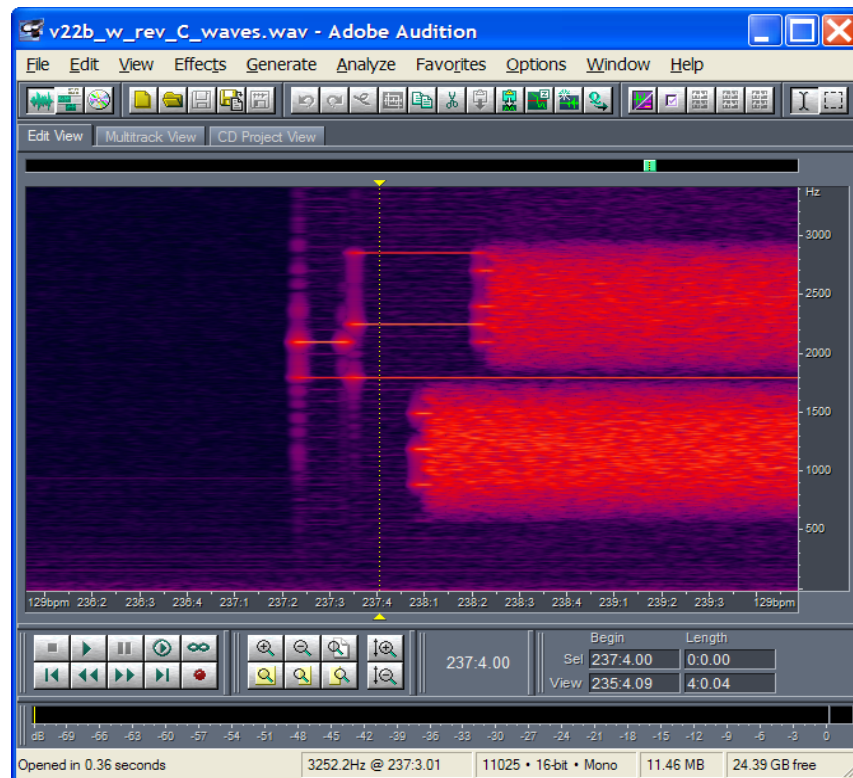 v22b_w_rev_C_waves.wav - Adobe Audition
File Edit View Effects Generate Analyze Favorites Options Window Help
Edit View Multitrack View CD Project View
Hz
3000
2500
2000
1500
1000
500
129bpm 236:2 236:3 236:4 237:1 237:2 237:3 237:4 238:1 238:2 238:3 238:4 239:1 239:2 239:3 129bpm
Begin Length
237:4.00
Sel 237:4.00 0:0.00
View 235:4.09 4:0.04
dB -69 -66 -63 -60 -57 -54 -51 -48 -45 -42 -39 -36 -33 -30 -27 -24 -21 -18 -15 -12 -9 -6 -3 0
Opened in 0.36 seconds 3252.2Hz @ 237:3.01 11025 • 16-bit • Mono 11.46 MB 24.39 GB free